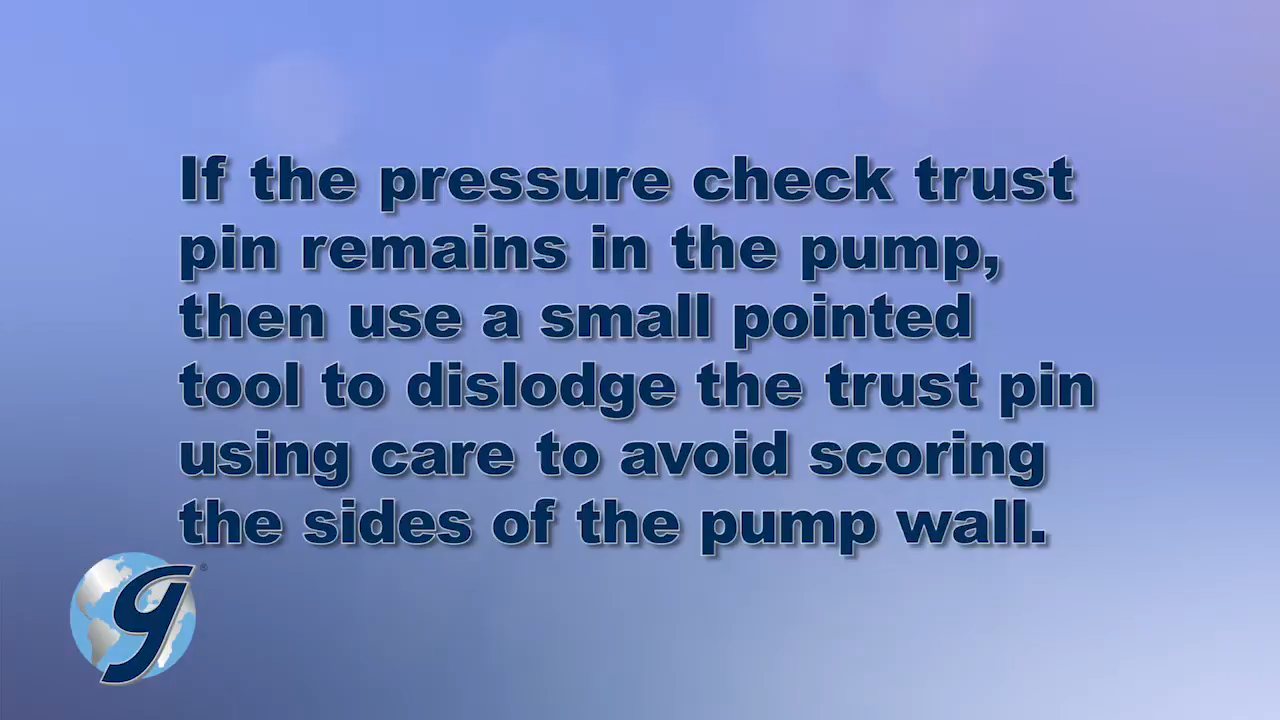 If the pressure check trust
pin remains in the pump,
then use a small pointed
tool to dislodge the trust pin
using care to avoid scoring
the sides of the pump wall.
g®